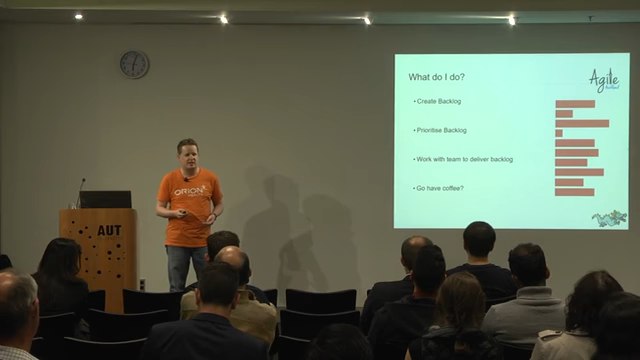 What do I do?
Agile
• Create Backlog
• Prioritise Backlog
• Work with team to deliver backlog
• Go have coffee?
ORION
AUT